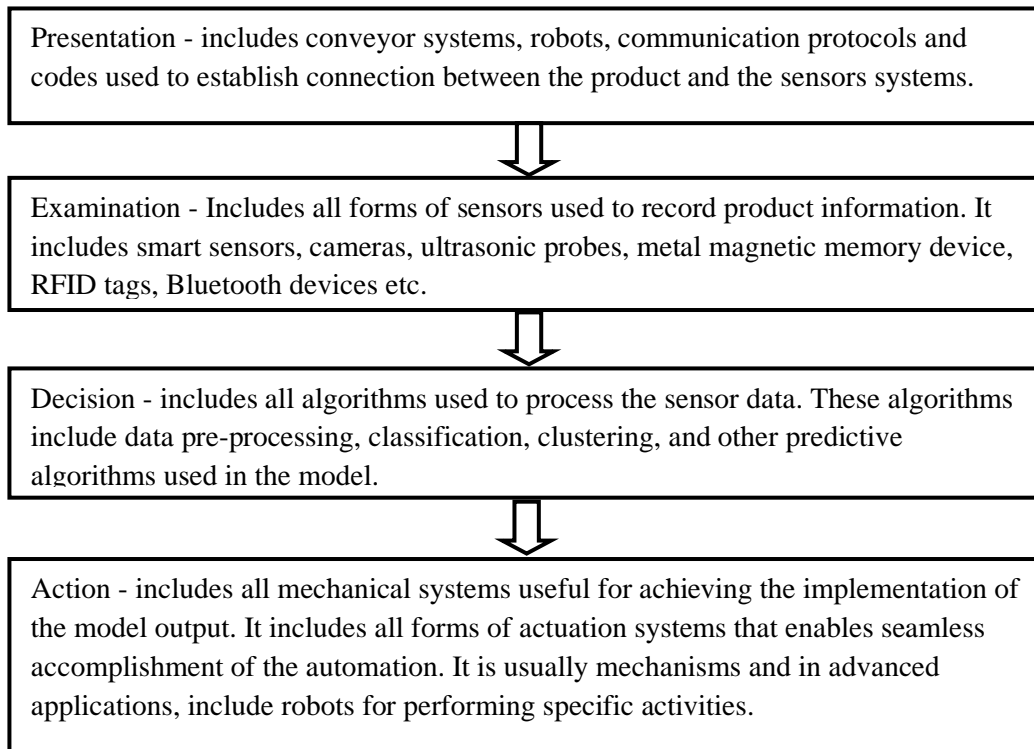 Presentation - includes conveyor systems, robots, communication protocols and
codes used to establish connection between the product and the sensors systems.
Examination - Includes all forms of sensors used to record product information. It
includes smart sensors, cameras, ultrasonic probes, metal magnetic memory device,
RFID tags, Bluetooth devices etc.
Decision - includes all algorithms used to process the sensor data. These algorithms
include data pre-processing, classification, clustering, and other predictive
algorithms used in the model.
Action - includes all mechanical systems useful for achieving the implementation of
the model output. It includes all forms of actuation systems that enables seamless
accomplishment of the automation. It is usually mechanisms and in advanced
applications, include robots for performing specific activities.